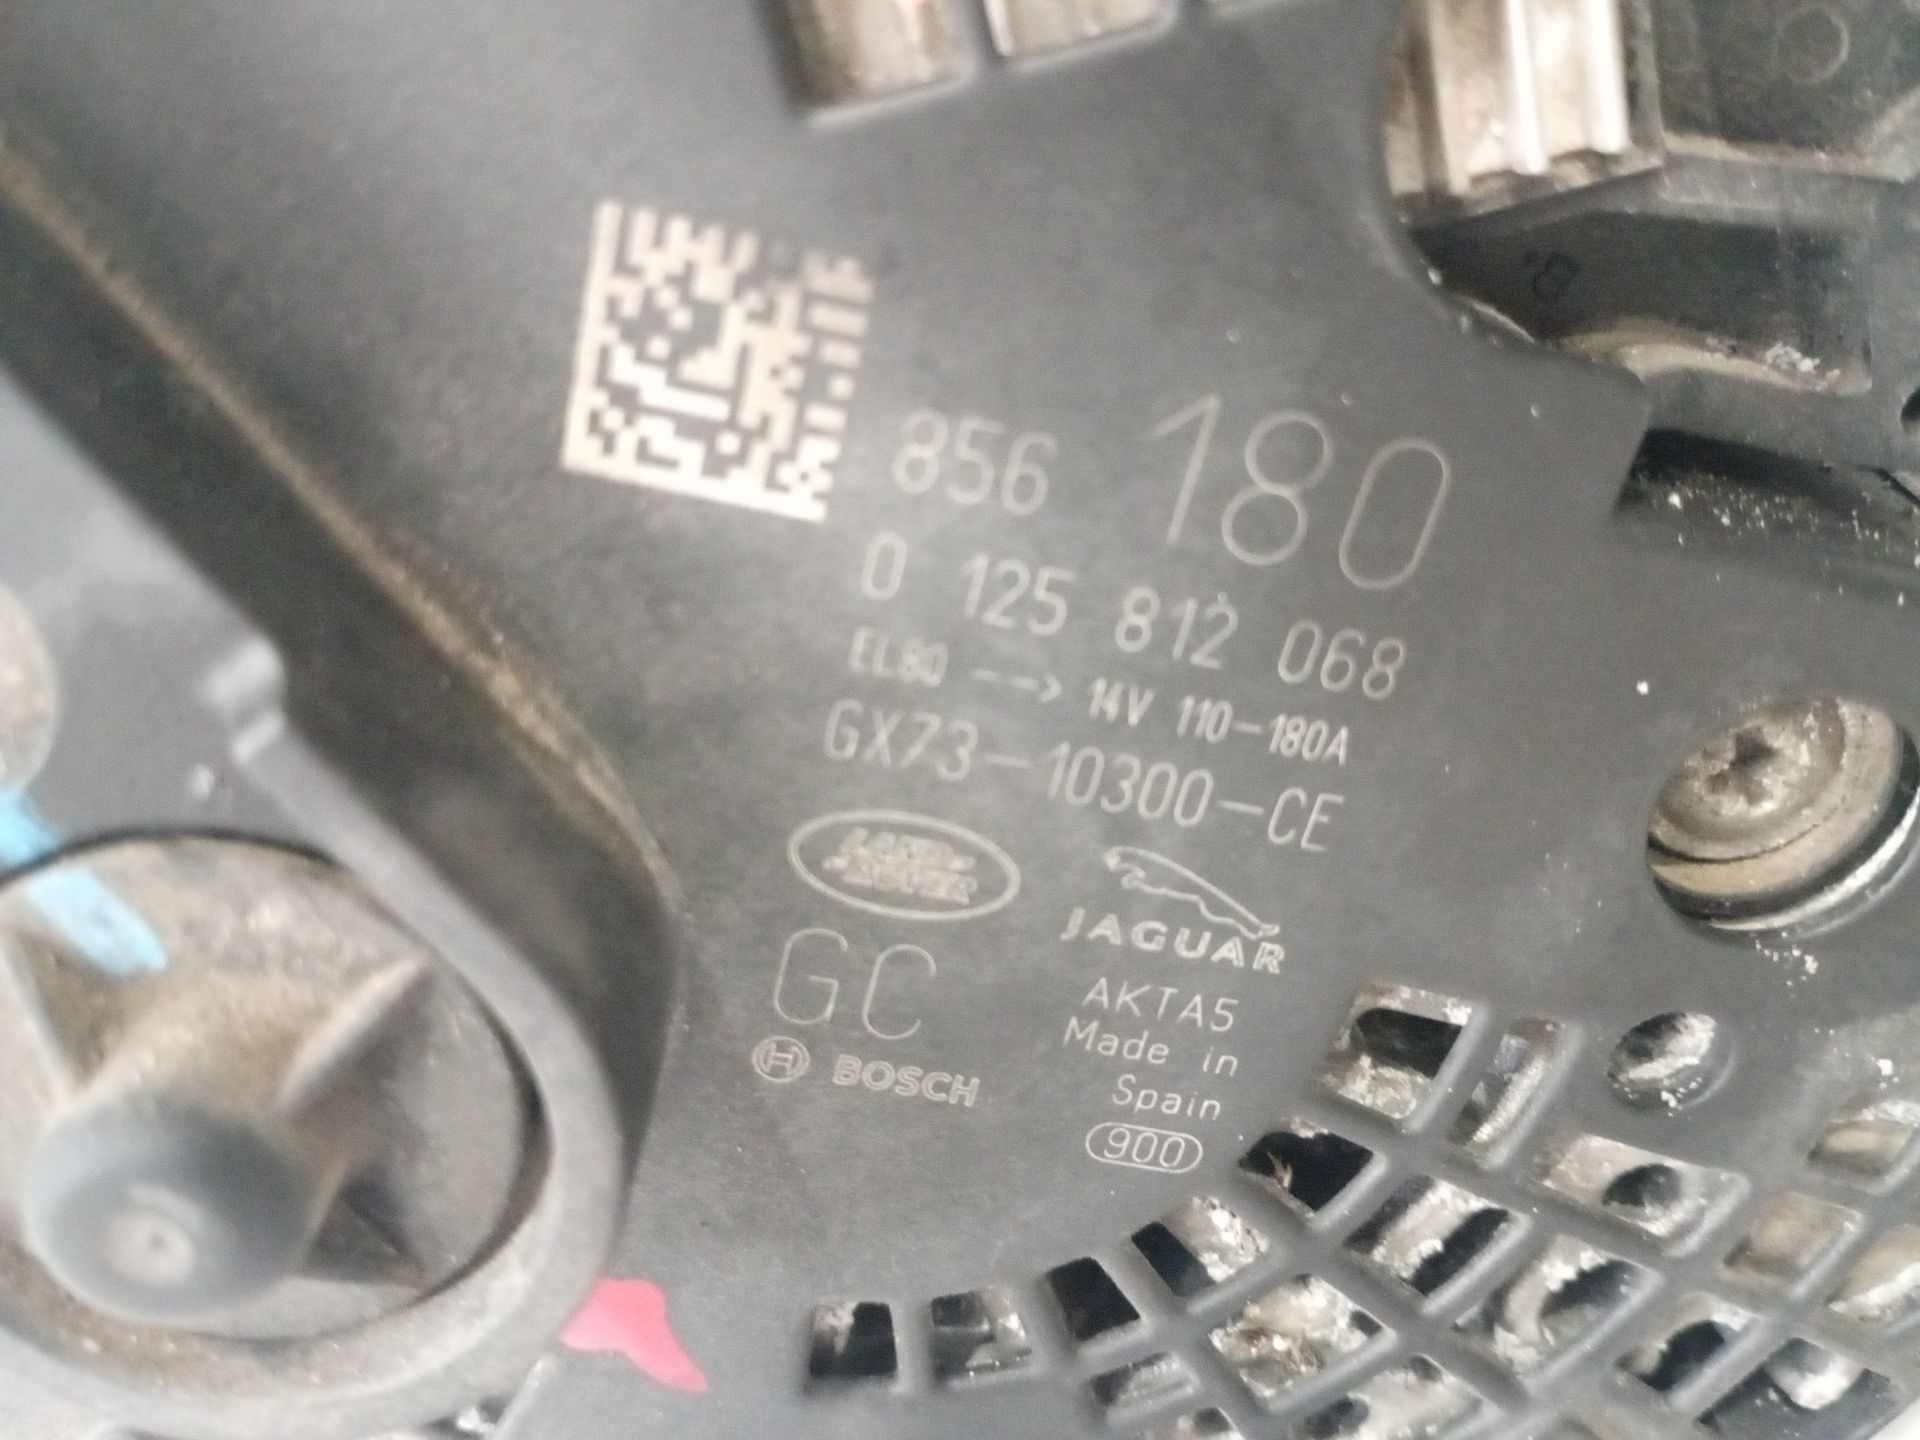 856 180
0 125 812 068
EL80 --> 14V 110-180A
GX73-10300-CE
LAND ROVER
JAGUAR
GC
AKTA5
Made in
Spain
BOSCH
900